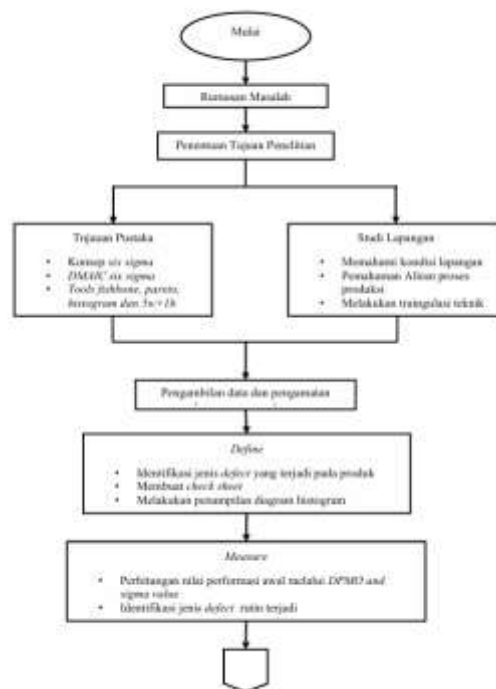 Mulai
Rumusan Masalah
Penentuan Tujuan Penelitian
Tinjauan Pustaka
• Konsep six sigma
• DMAIC six sigma
• Tools fishbone, pareto,
histogram dan 5w+1h
Studi Lapangan
• Memahami kondisi lapangan
• Pemahaman Aliran proses
produksi
• Melakukan traingulasi teknik
Pengambilan data dan pengamatan
Define
• Identifikasi jenis defect yang terjadi pada produk
• Membuat check sheet
• Melakukan penampilan diagram histogram
Measure
• Perhitungan nilai performasi awal melalui DPMO and
sigma value
• Identifikasi jenis defect rutin terjadi